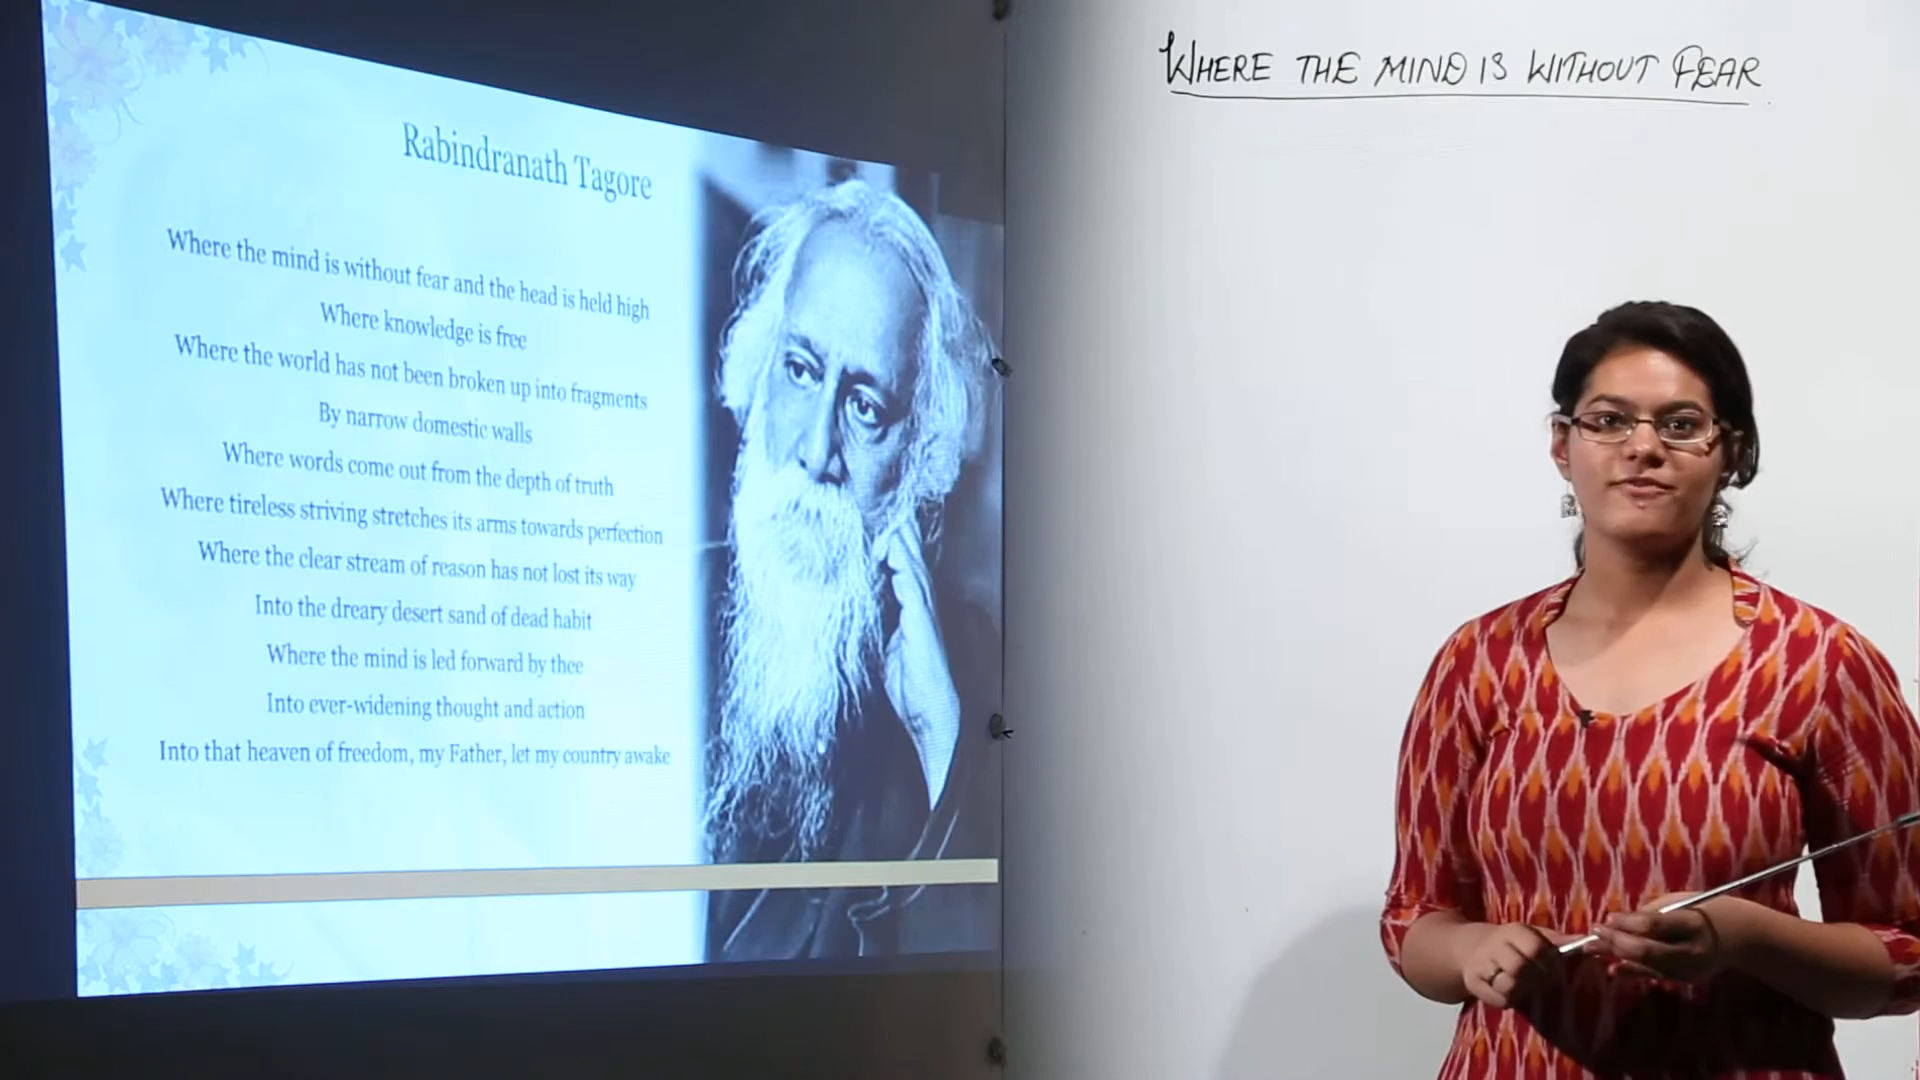 Rabindranath Tagore
Where the mind is without fear and the head is held high
Where knowledge is free
Where the world has not been broken up into fragments
By narrow domestic walls
Where words come out from the depth of truth
Where tireless striving stretches its arms towards perfection
Where the clear stream of reason has not lost its way
Into the dreary desert sand of dead habit
Where the mind is led forward by thee
Into ever-widening thought and action
Into that heaven of freedom, my Father, let my country awake
WHERE THE MIND IS WITHOUT FEAR